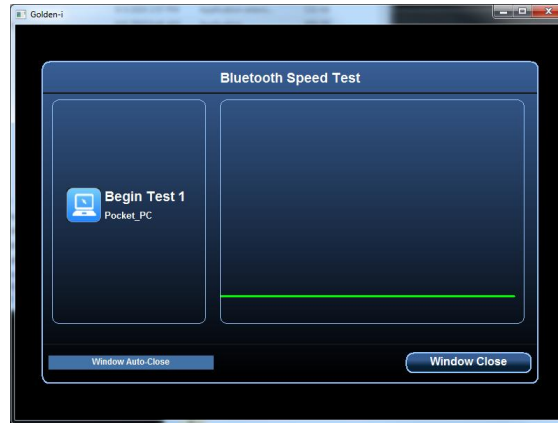 Golden-i
Bluetooth Speed Test
Begin Test 1
Pocket_PC
Window Auto-Close
Window Close